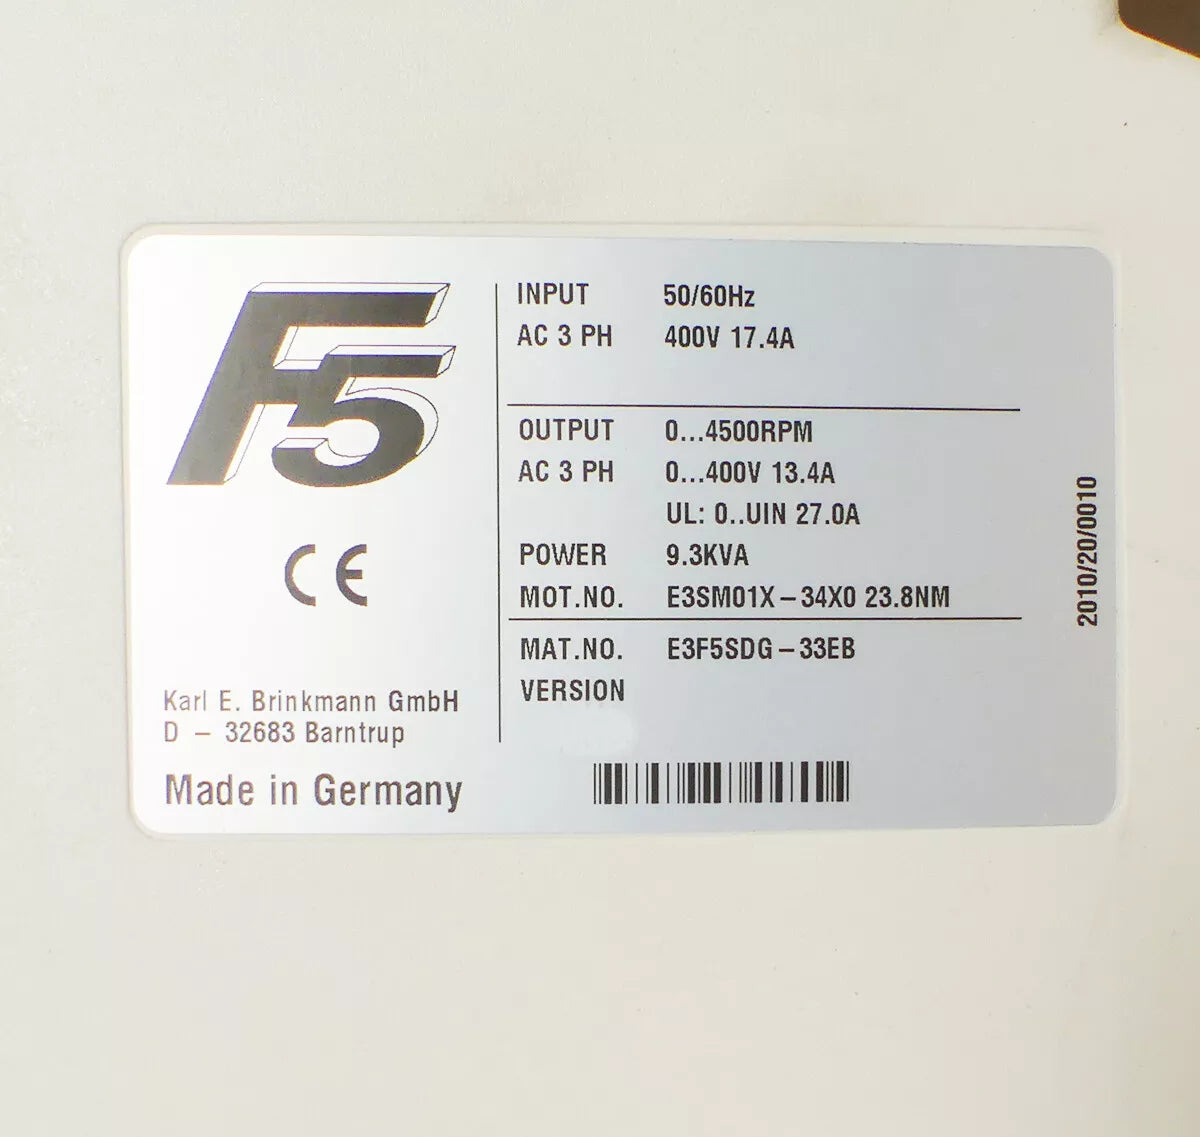 F5
CE
Karl E. Brinkmann GmbH
D – 32683 Barntrup
Made in Germany
INPUT 50/60Hz
AC 3 PH 400V 17.4A
OUTPUT 0...4500RPM
AC 3 PH 0...400V 13.4A
UL: 0..UIN 27.0A
POWER 9.3KVA
MOT.NO. E3SM01X–34X0 23.8NM
MAT.NO. E3F5SDG–33EB
VERSION
2010/20/0010